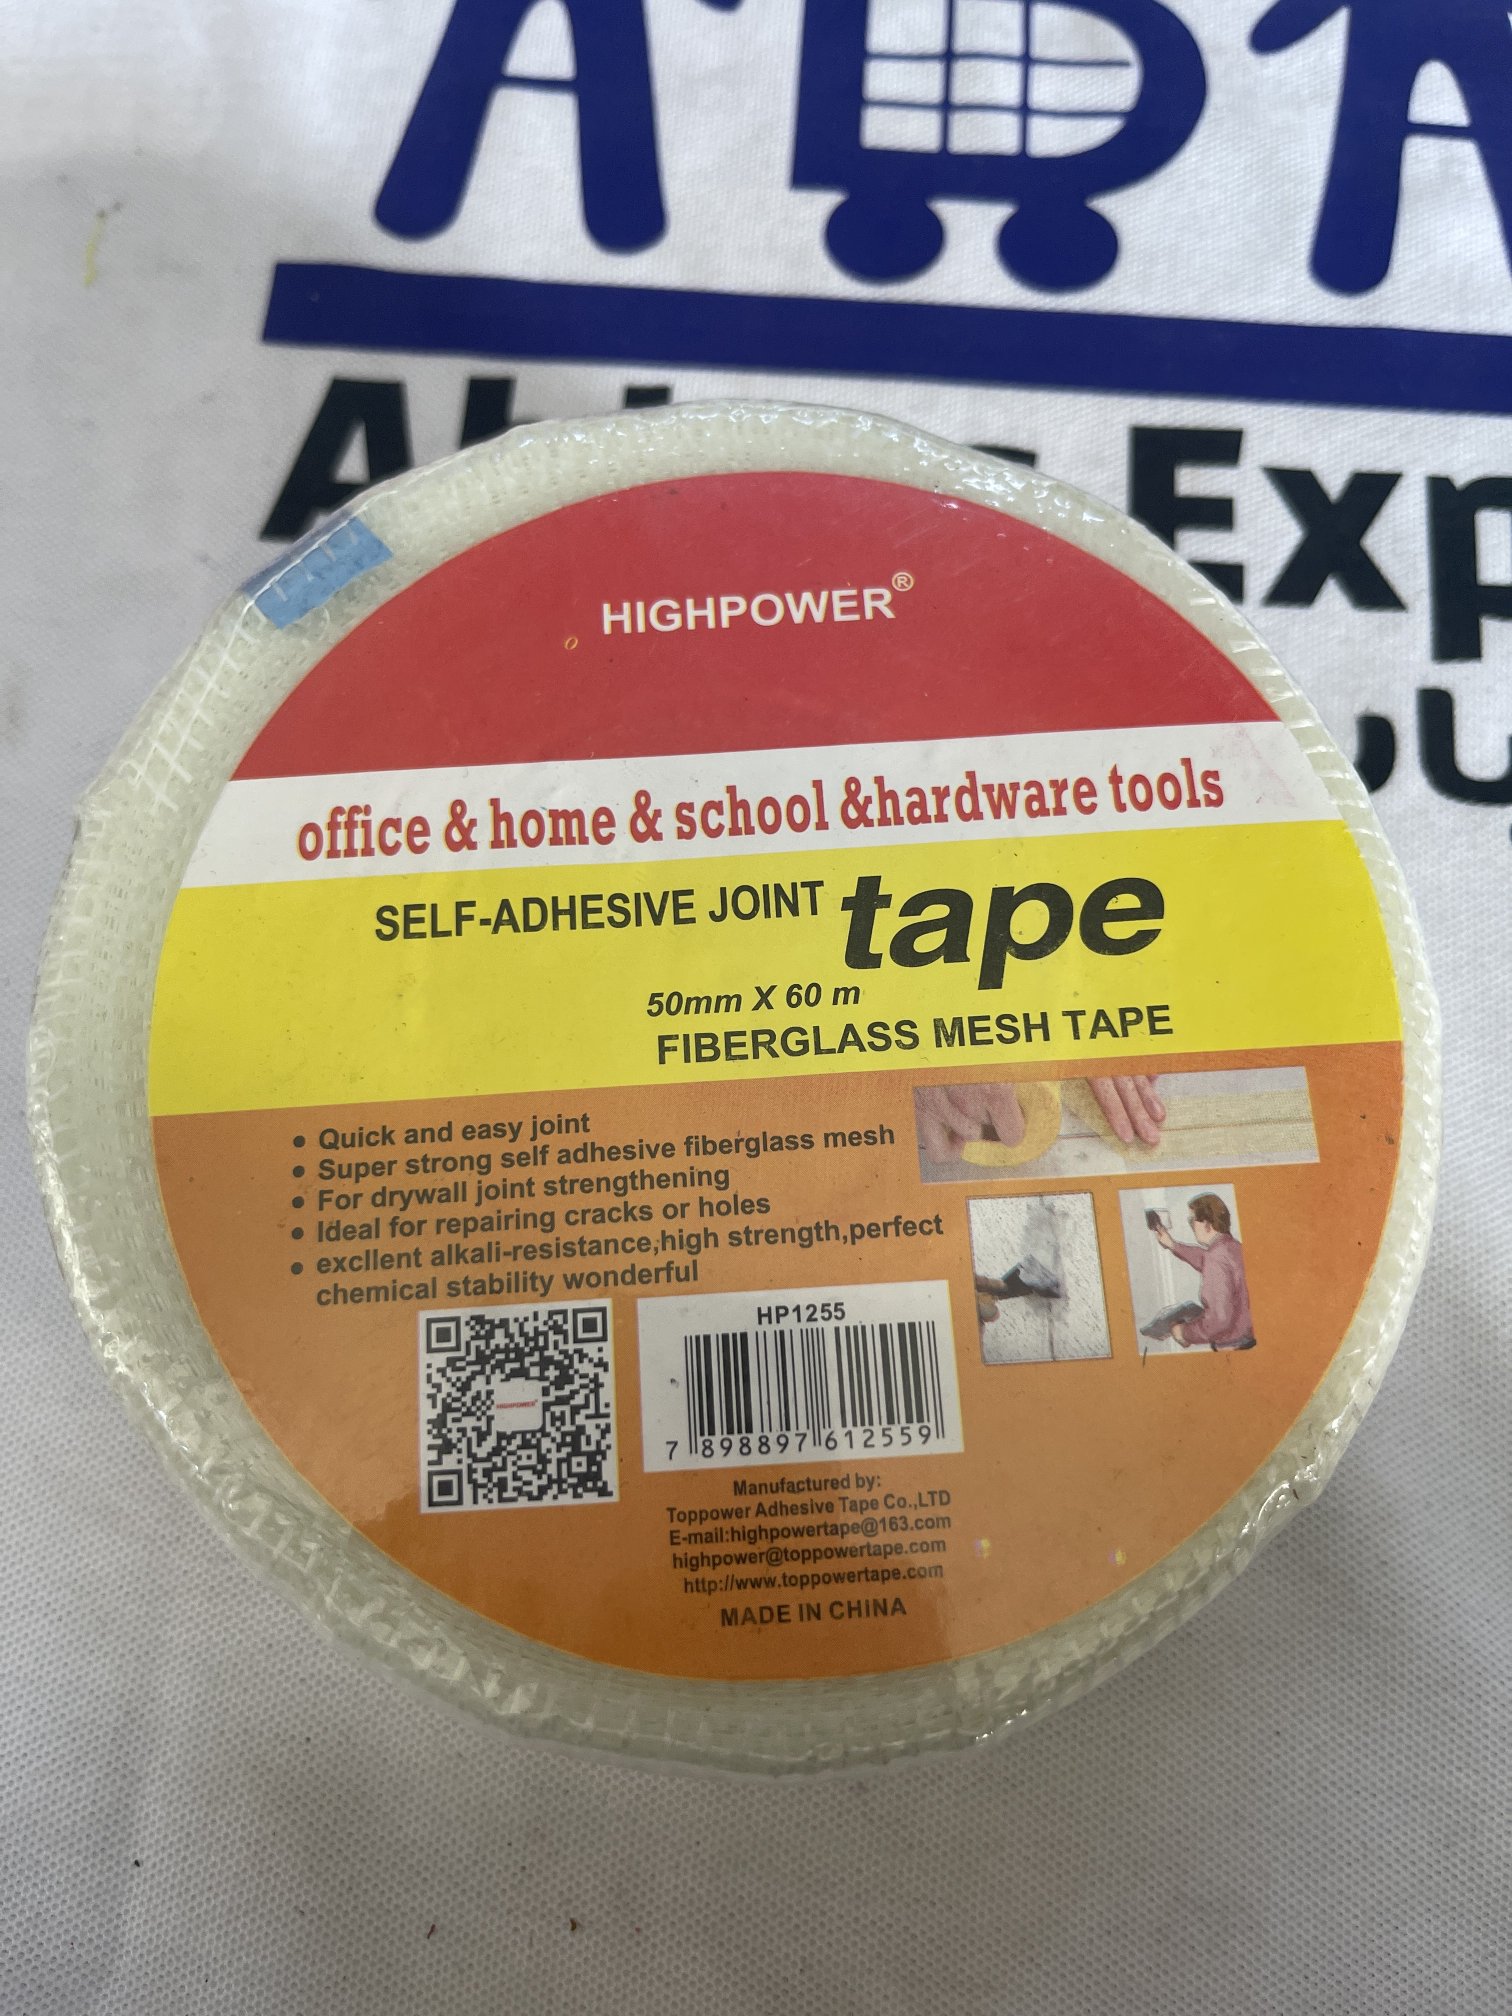 HIGHPOWER®
office & home & school &hardware tools
SELF-ADHESIVE JOINT tape
50mm X 60 m
FIBERGLASS MESH TAPE
• Quick and easy joint
• Super strong self adhesive fiberglass mesh
• For drywall joint strengthening
• Ideal for repairing cracks or holes
• excllent alkali-resistance,high strength,perfect
chemical stability wonderful
HIGHPOWER
HP1255
7 898897 612559
Manufactured by:
Toppower Adhesive Tape Co.,LTD
E-mail:highpowertape@163.com
highpower@toppowertape.com
http://www.toppowertape.com
MADE IN CHINA